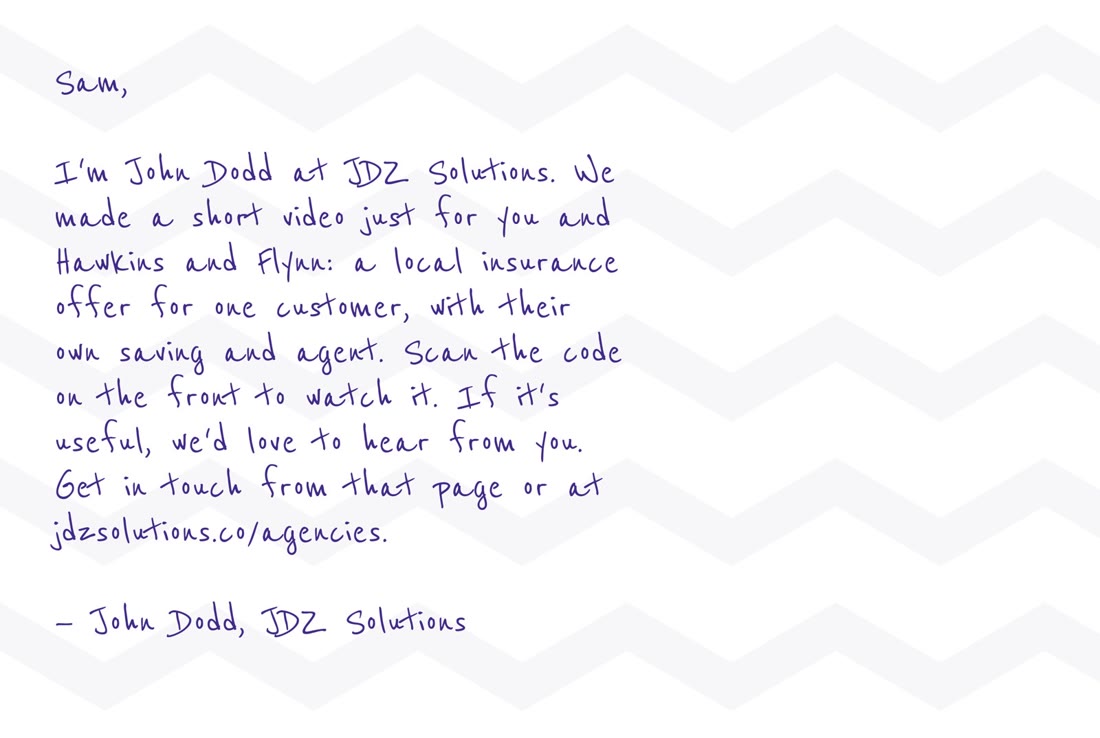 Sam,
I'm John Dodd at JDZ Solutions. We
made a short video just for you and
Hawkins and Flynn: a local insurance
offer for one customer, with their
own saving and agent. Scan the code
on the front to watch it. If it's
useful, we'd love to hear from you.
Get in touch from that page or at
jdzsolutions.co/agencies.
– John Dodd, JDZ Solutions